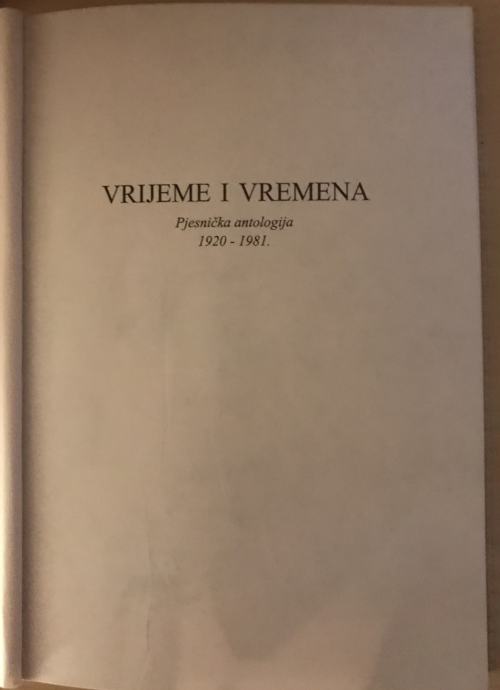 VRIJEME I VREMENA
Pjesnička antologija
1920 - 1981.